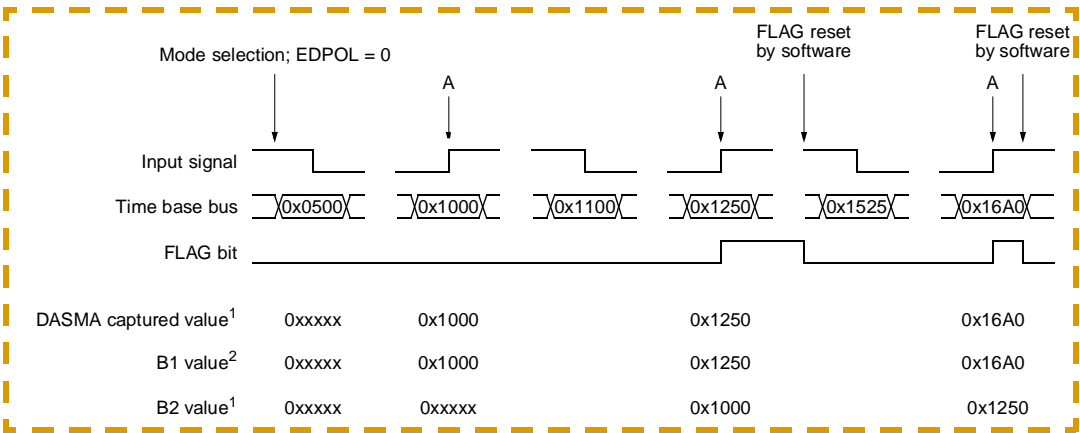 FLAG reset
by software
FLAG reset
by software
Mode selection; EDPOL = 0
A
A
A
Input signal
Time base bus 0x0500 0x1000 0x1100 0x1250 0x1525 0x16A0
FLAG bit
DASMA captured value1 0xxxxx 0x1000 0x1250 0x16A0
B1 value2 0xxxxx 0x1000 0x1250 0x16A0
B2 value1 0xxxxx 0xxxxx 0x1000 0x1250